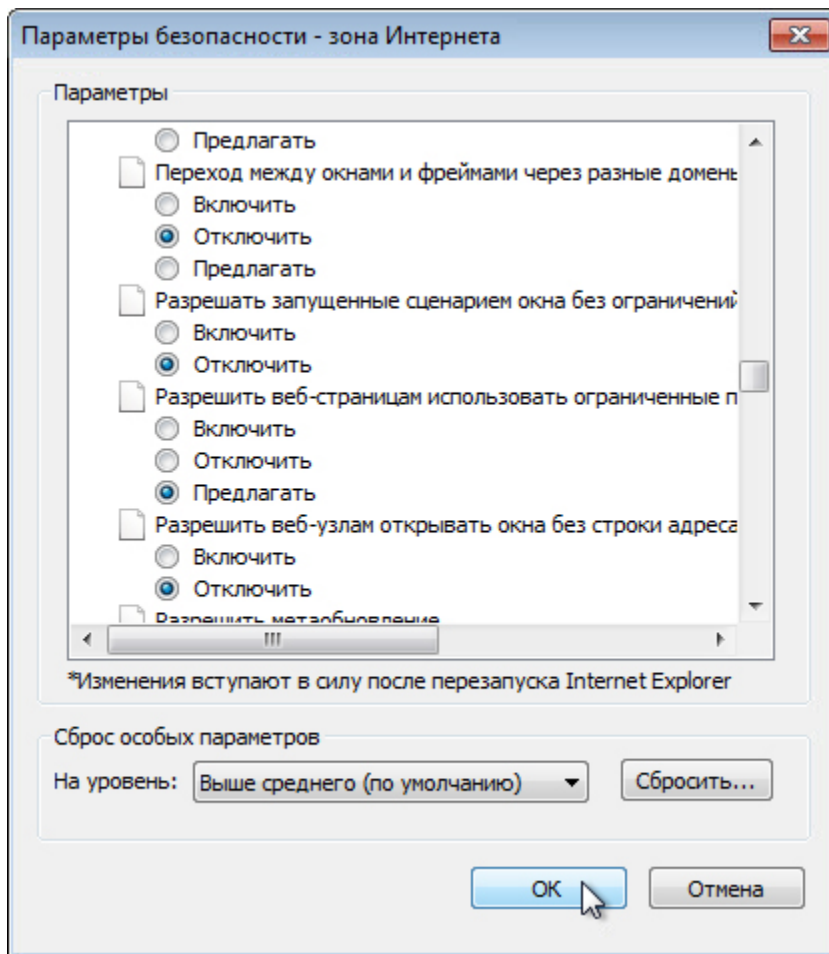 Параметры безопасности - зона Интернета
Параметры
Предлагать
Переход между окнами и фреймами через разные домены
Включить
Отключить
Предлагать
Разрешать запущенные сценарием окна без ограничений
Включить
Отключить
Разрешить веб-страницам использовать ограниченные п
Включить
Отключить
Предлагать
Разрешить веб-узлам открывать окна без строки адреса
Включить
Отключить
Разрешить метаобновление
*Изменения вступают в силу после перезапуска Internet Explorer
Сброс особых параметров
На уровень: Выше среднего (по умолчанию) Сбросить...
ОК Отмена